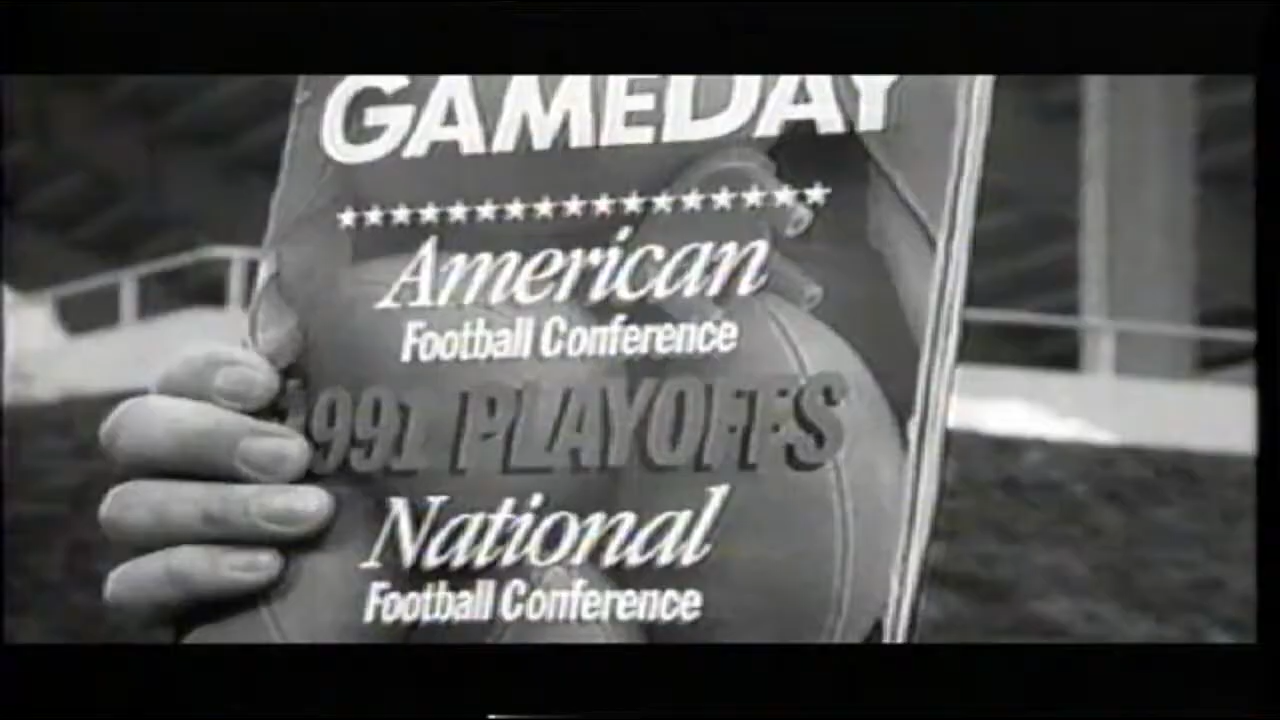 GAMEDAY
American
Football Conference
1991 PLAYOFFS
National
Football Conference